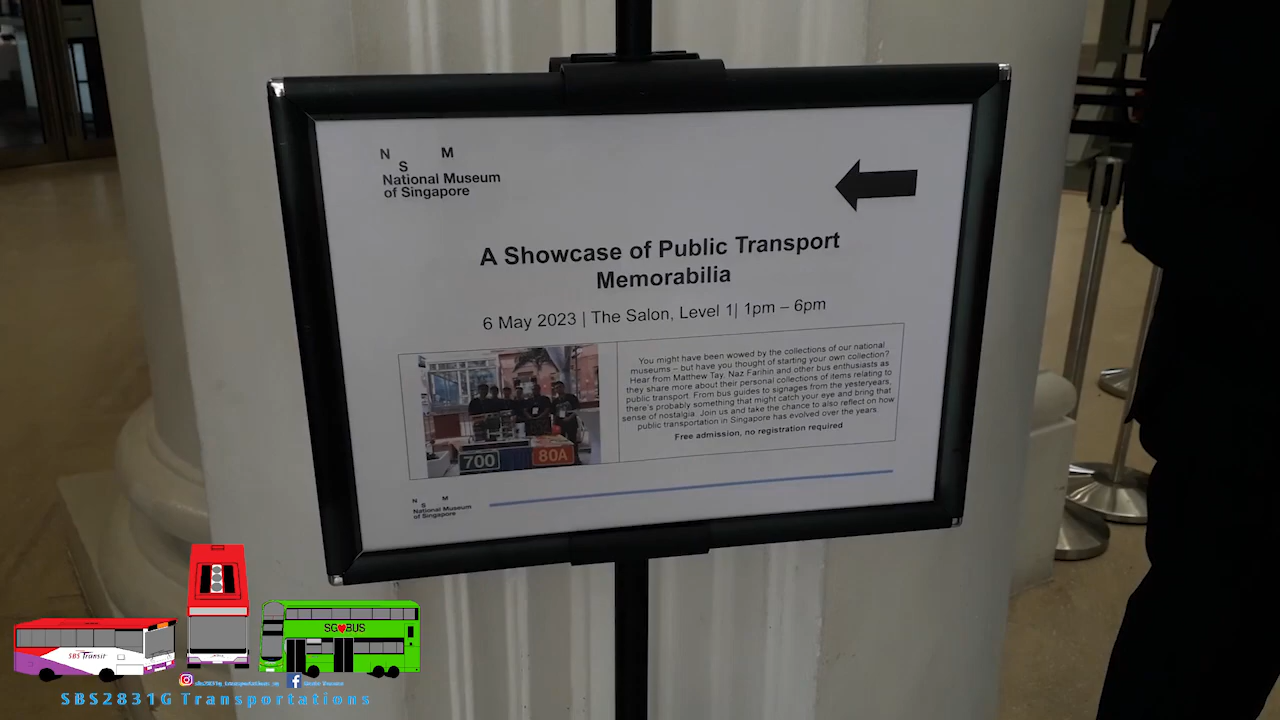 N M
S
National Museum
of Singapore
A Showcase of Public Transport
Memorabilia
6 May 2023 | The Salon, Level 1| 1pm – 6pm
You might have been wowed by the collections of our national
museums – but have you thought of starting your own collection?
Hear from Matthew Tay, Naz Farihin and other bus enthusiasts as
they share more about their personal collections of items relating to
public transport. From bus guides to signages from the yesteryears,
there's probably something that might catch your eye and bring that
sense of nostalgia. Join us and take the chance to also reflect on how
public transportation in Singapore has evolved over the years.
Free admission, no registration required
700
80A
N M
S
National Museum
of Singapore
SBS Transit
SG BUS
SBS2831G Transportations